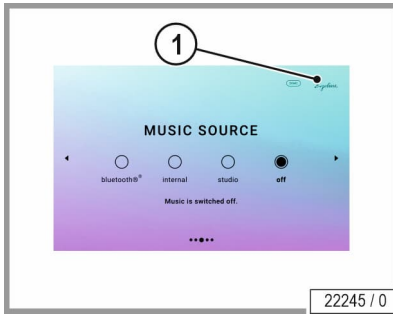 1
MUSIC SOURCE
bluetooth®® internal studio off
Music is switched off.
22245 / 0